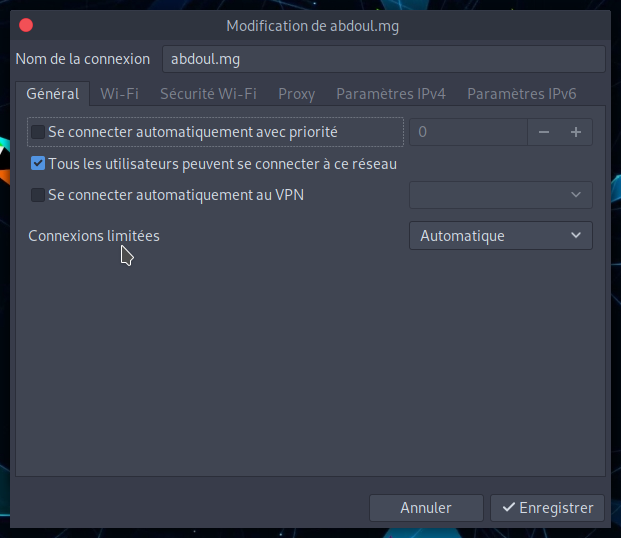 Modification de abdoul.mg
Nom de la connexion abdoul.mg
Général Wi-Fi Sécurité Wi-Fi Proxy Paramètres IPv4 Paramètres IPv6
Se connecter automatiquement avec priorité 0 − +
Tous les utilisateurs peuvent se connecter à ce réseau
Se connecter automatiquement au VPN
Connexions limitées Automatique
Annuler Enregistrer